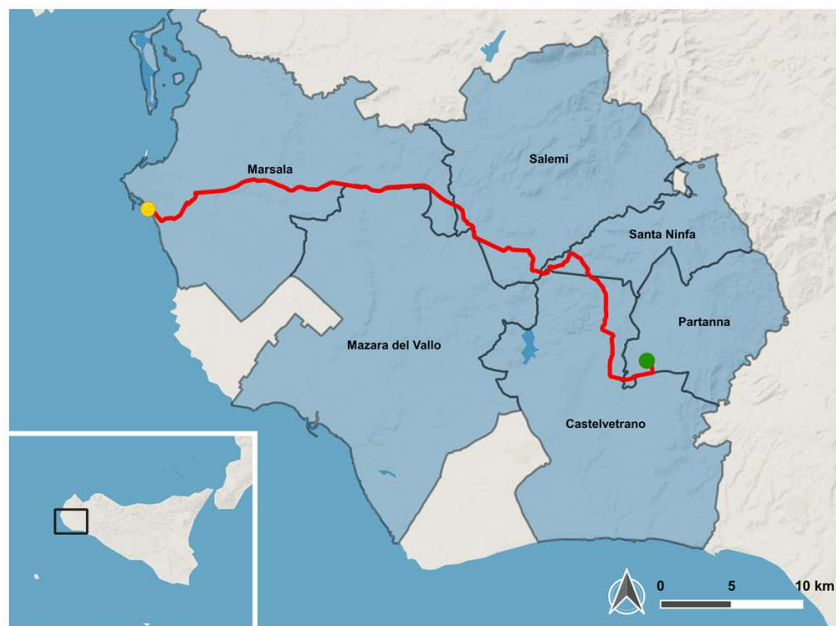 Marsala
Salemi
Santa Ninfa
Partanna
Mazara del Vallo
Castelvetrano
0 5 10 km